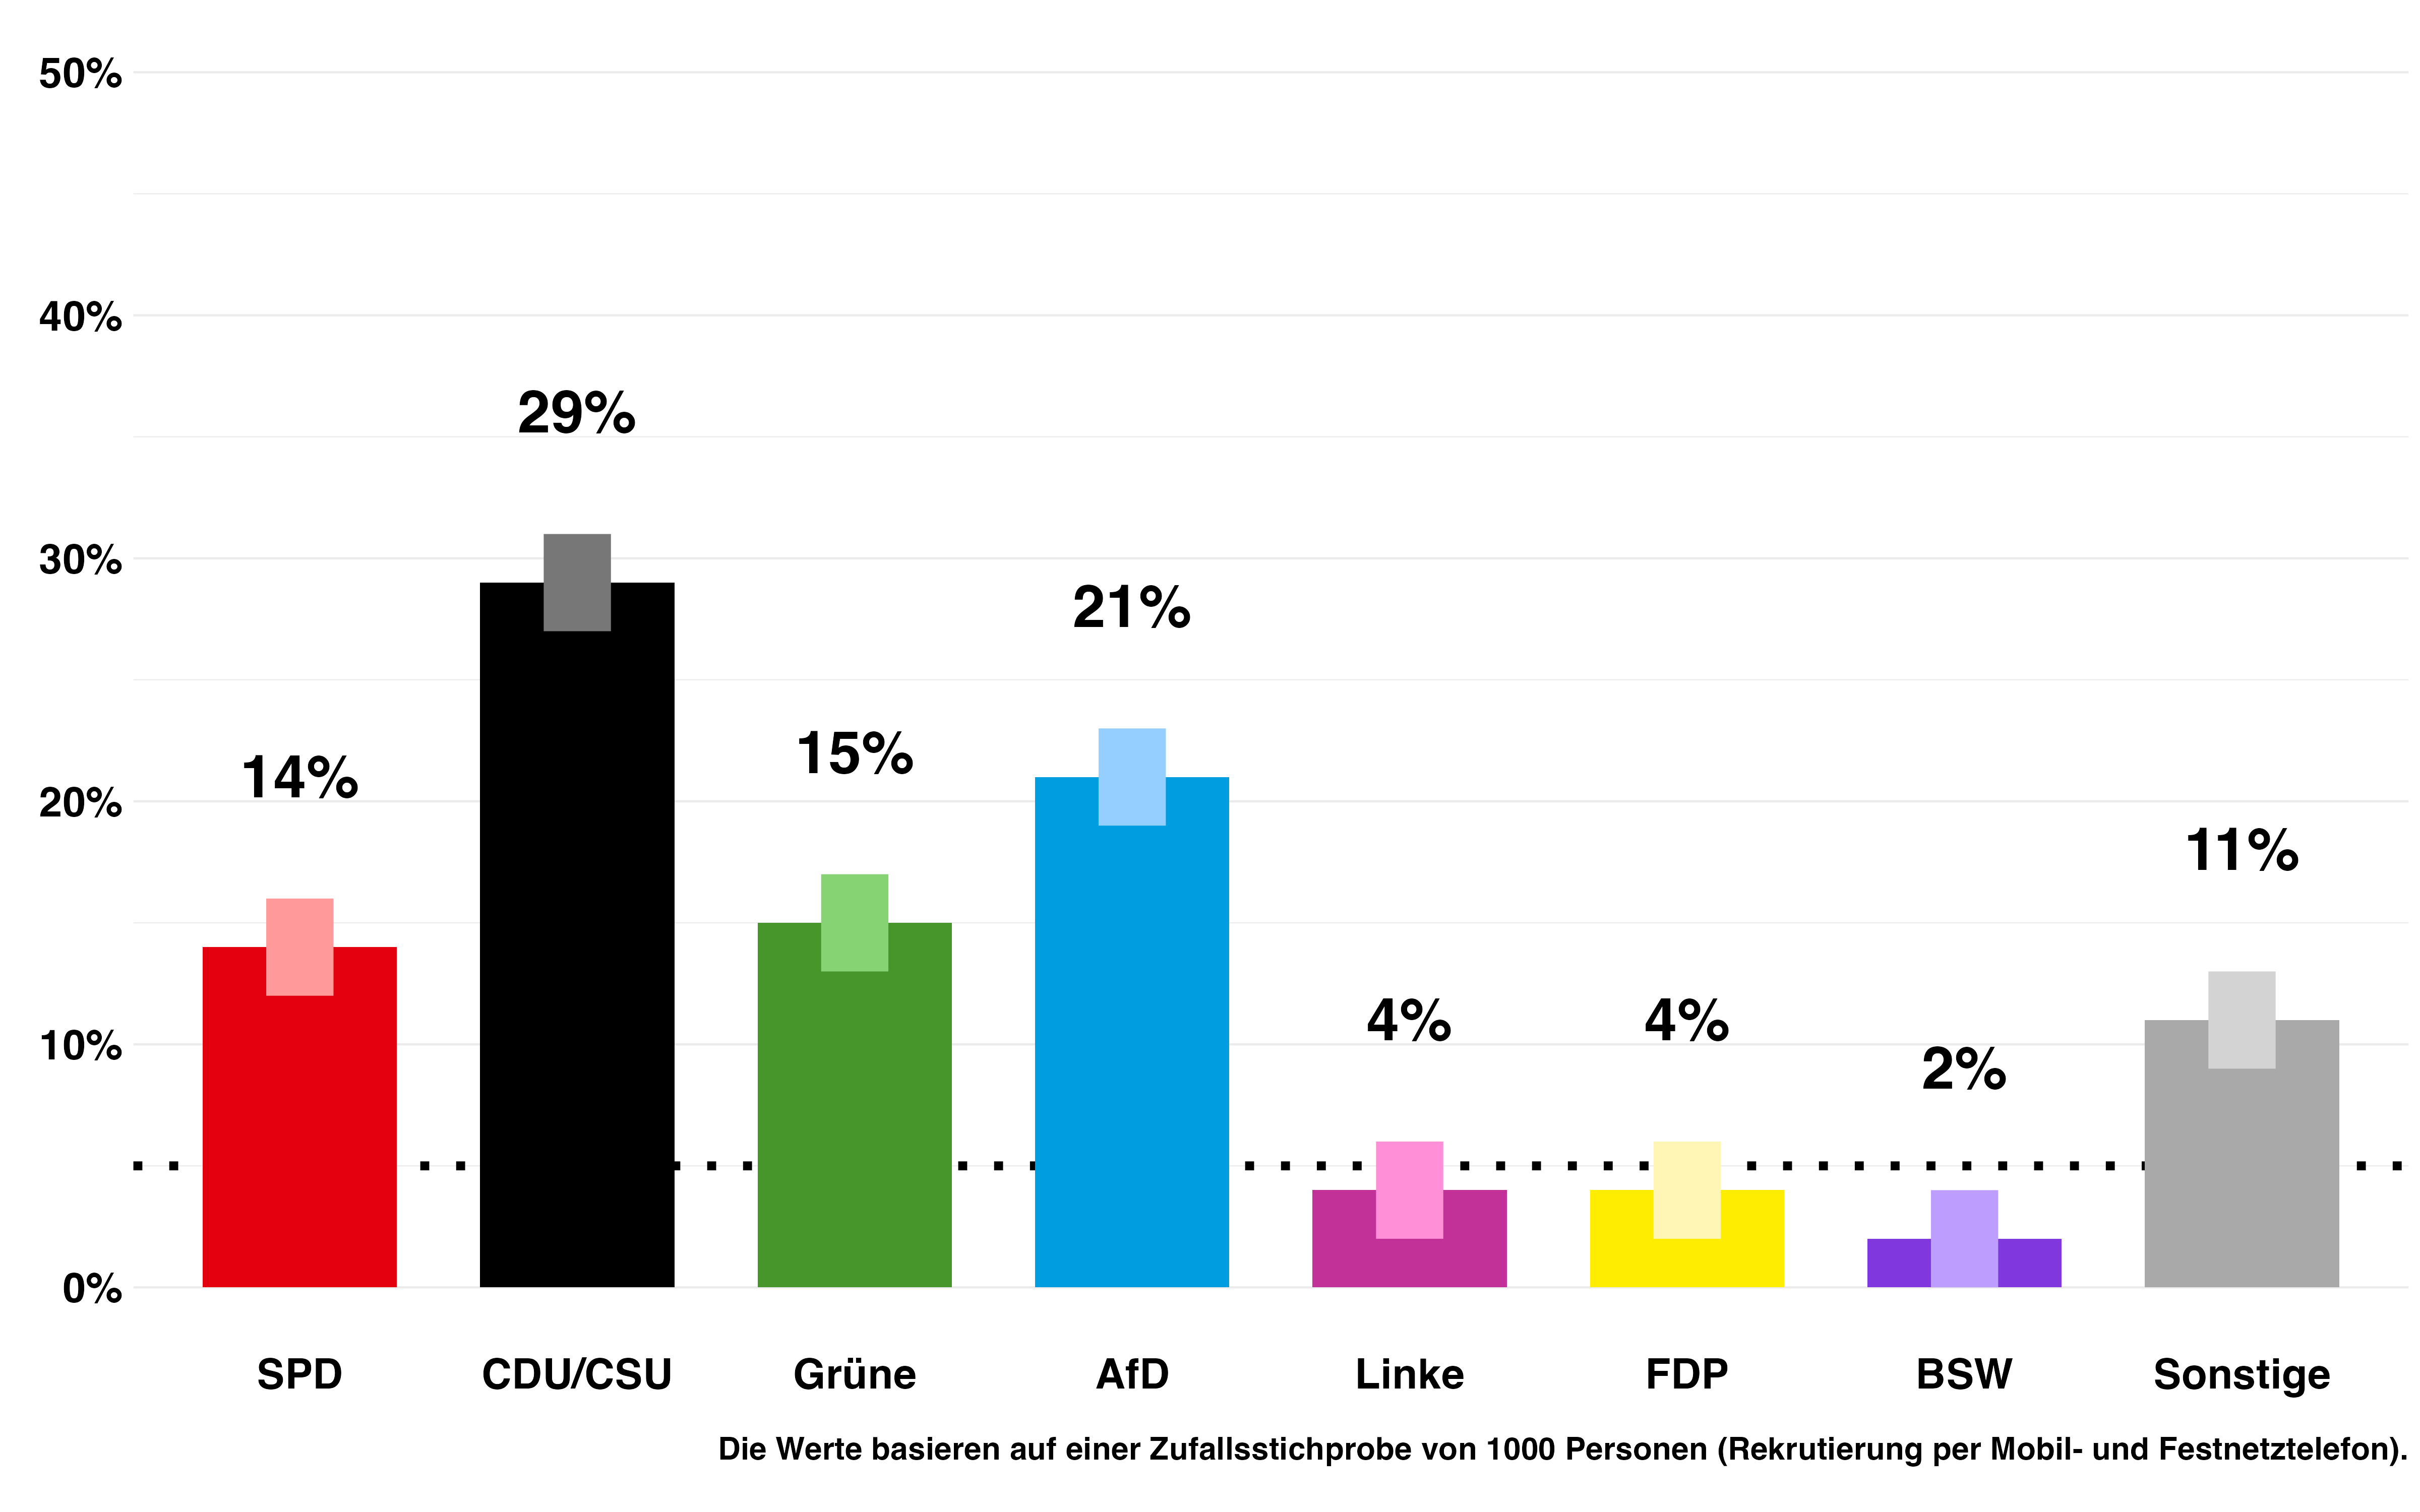 50%
40%
30%
20%
10%
0%
14%
29%
15%
21%
4%
4%
2%
11%
SPD
CDU/CSU
Grüne
AfD
Linke
FDP
BSW
Sonstige
Die Werte basieren auf einer Zufallsstichprobe von 1000 Personen (Rekrutierung per Mobil- und Festnetztelefon).